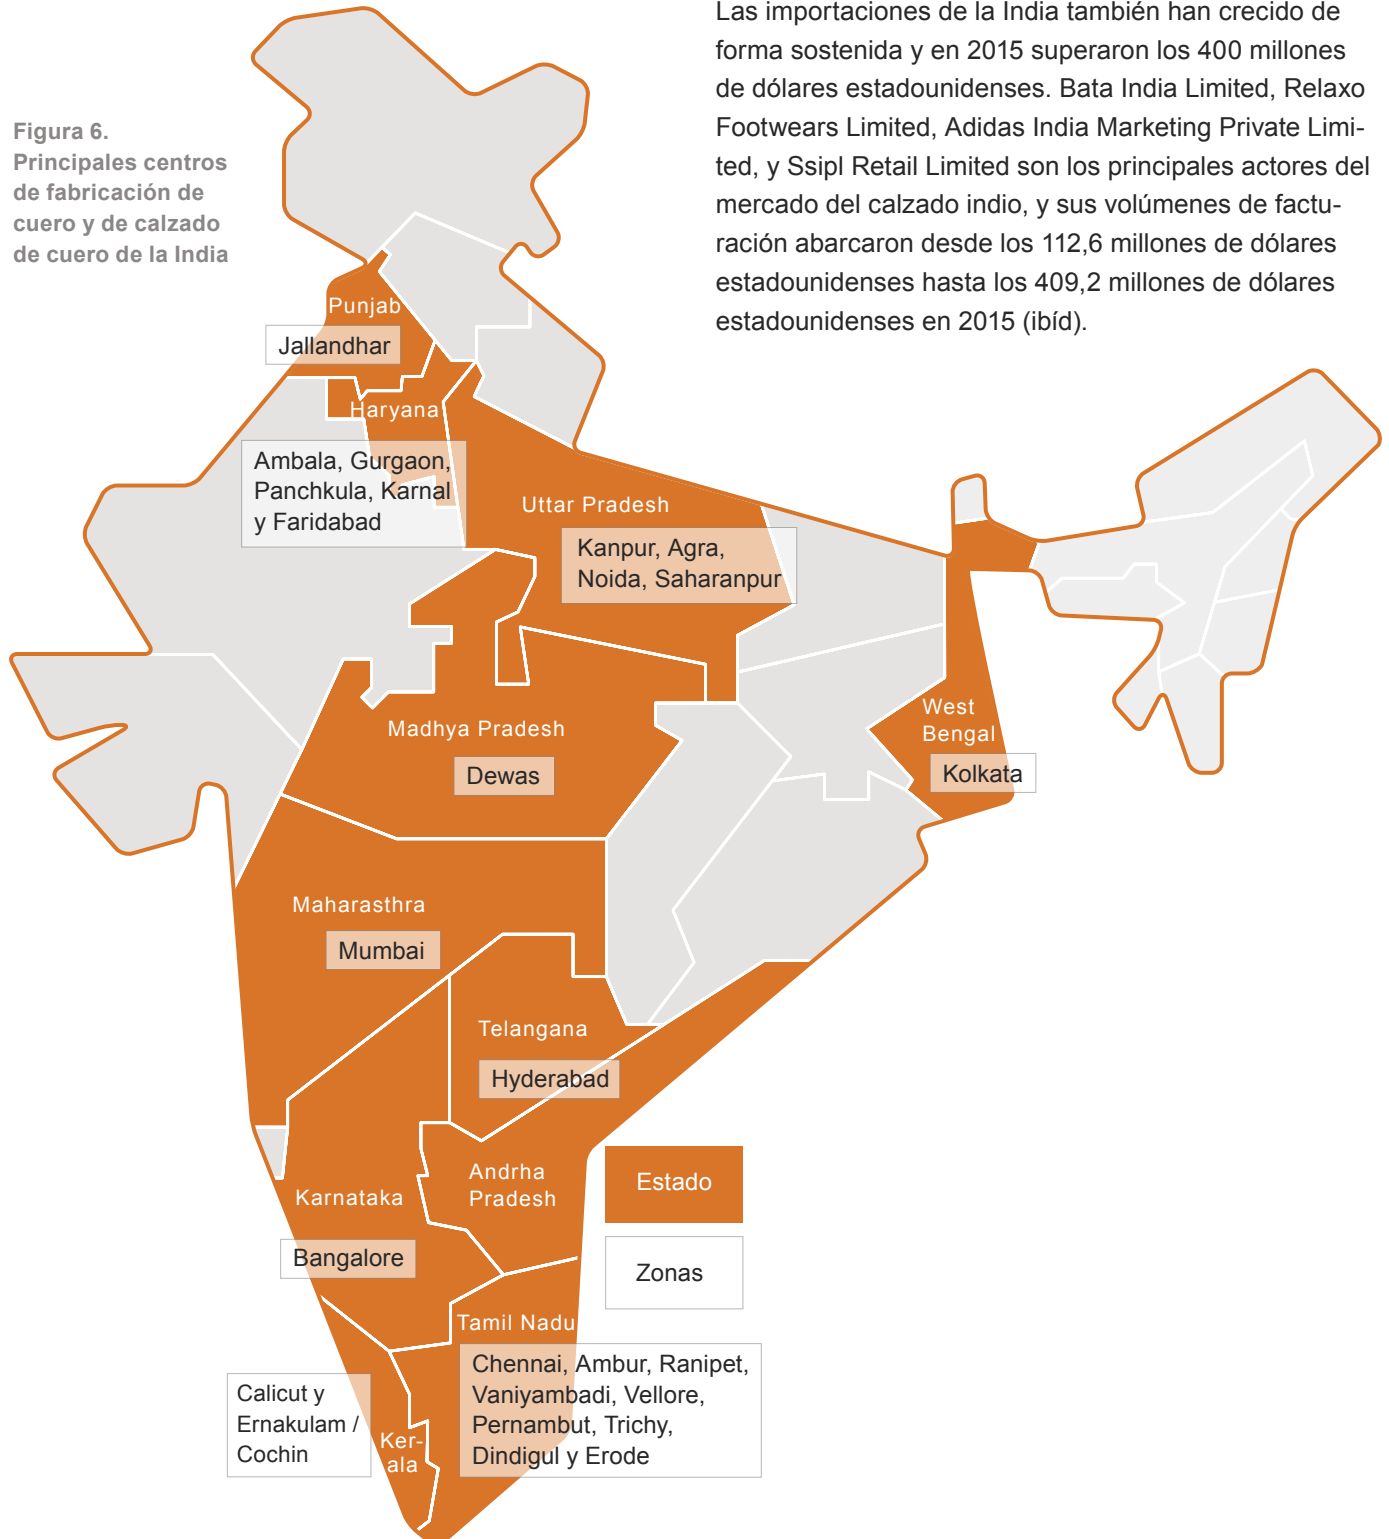 Las importaciones de la India también han crecido de
forma sostenida y en 2015 superaron los 400 millones
de dólares estadounidenses. Bata India Limited, Relaxo
Footwears Limited, Adidas India Marketing Private Limi-
ted, y Ssipl Retail Limited son los principales actores del
mercado del calzado indio, y sus volúmenes de factu-
ración abarcaron desde los 112,6 millones de dólares
estadounidenses hasta los 409,2 millones de dólares
estadounidenses en 2015 (ibíd).
Figura 6.
Principales centros
de fabricación de
cuero y de calzado
de cuero de la India
Punjab
Jallandhar
Haryana
Ambala, Gurgaon,
Panchkula, Karnal
y Faridabad
Uttar Pradesh
Kanpur, Agra,
Noida, Saharanpur
West
Bengal
Kolkata
Madhya Pradesh
Dewas
Maharasthra
Mumbai
Telangana
Hyderabad
Andrha
Pradesh
Karnataka
Bangalore
Estado
Zonas
Tamil Nadu
Chennai, Ambur, Ranipet,
Vaniyambadi, Vellore,
Pernambut, Trichy,
Dindigul y Erode
Calicut y
Ernakulam /
Cochin
Ker-
ala